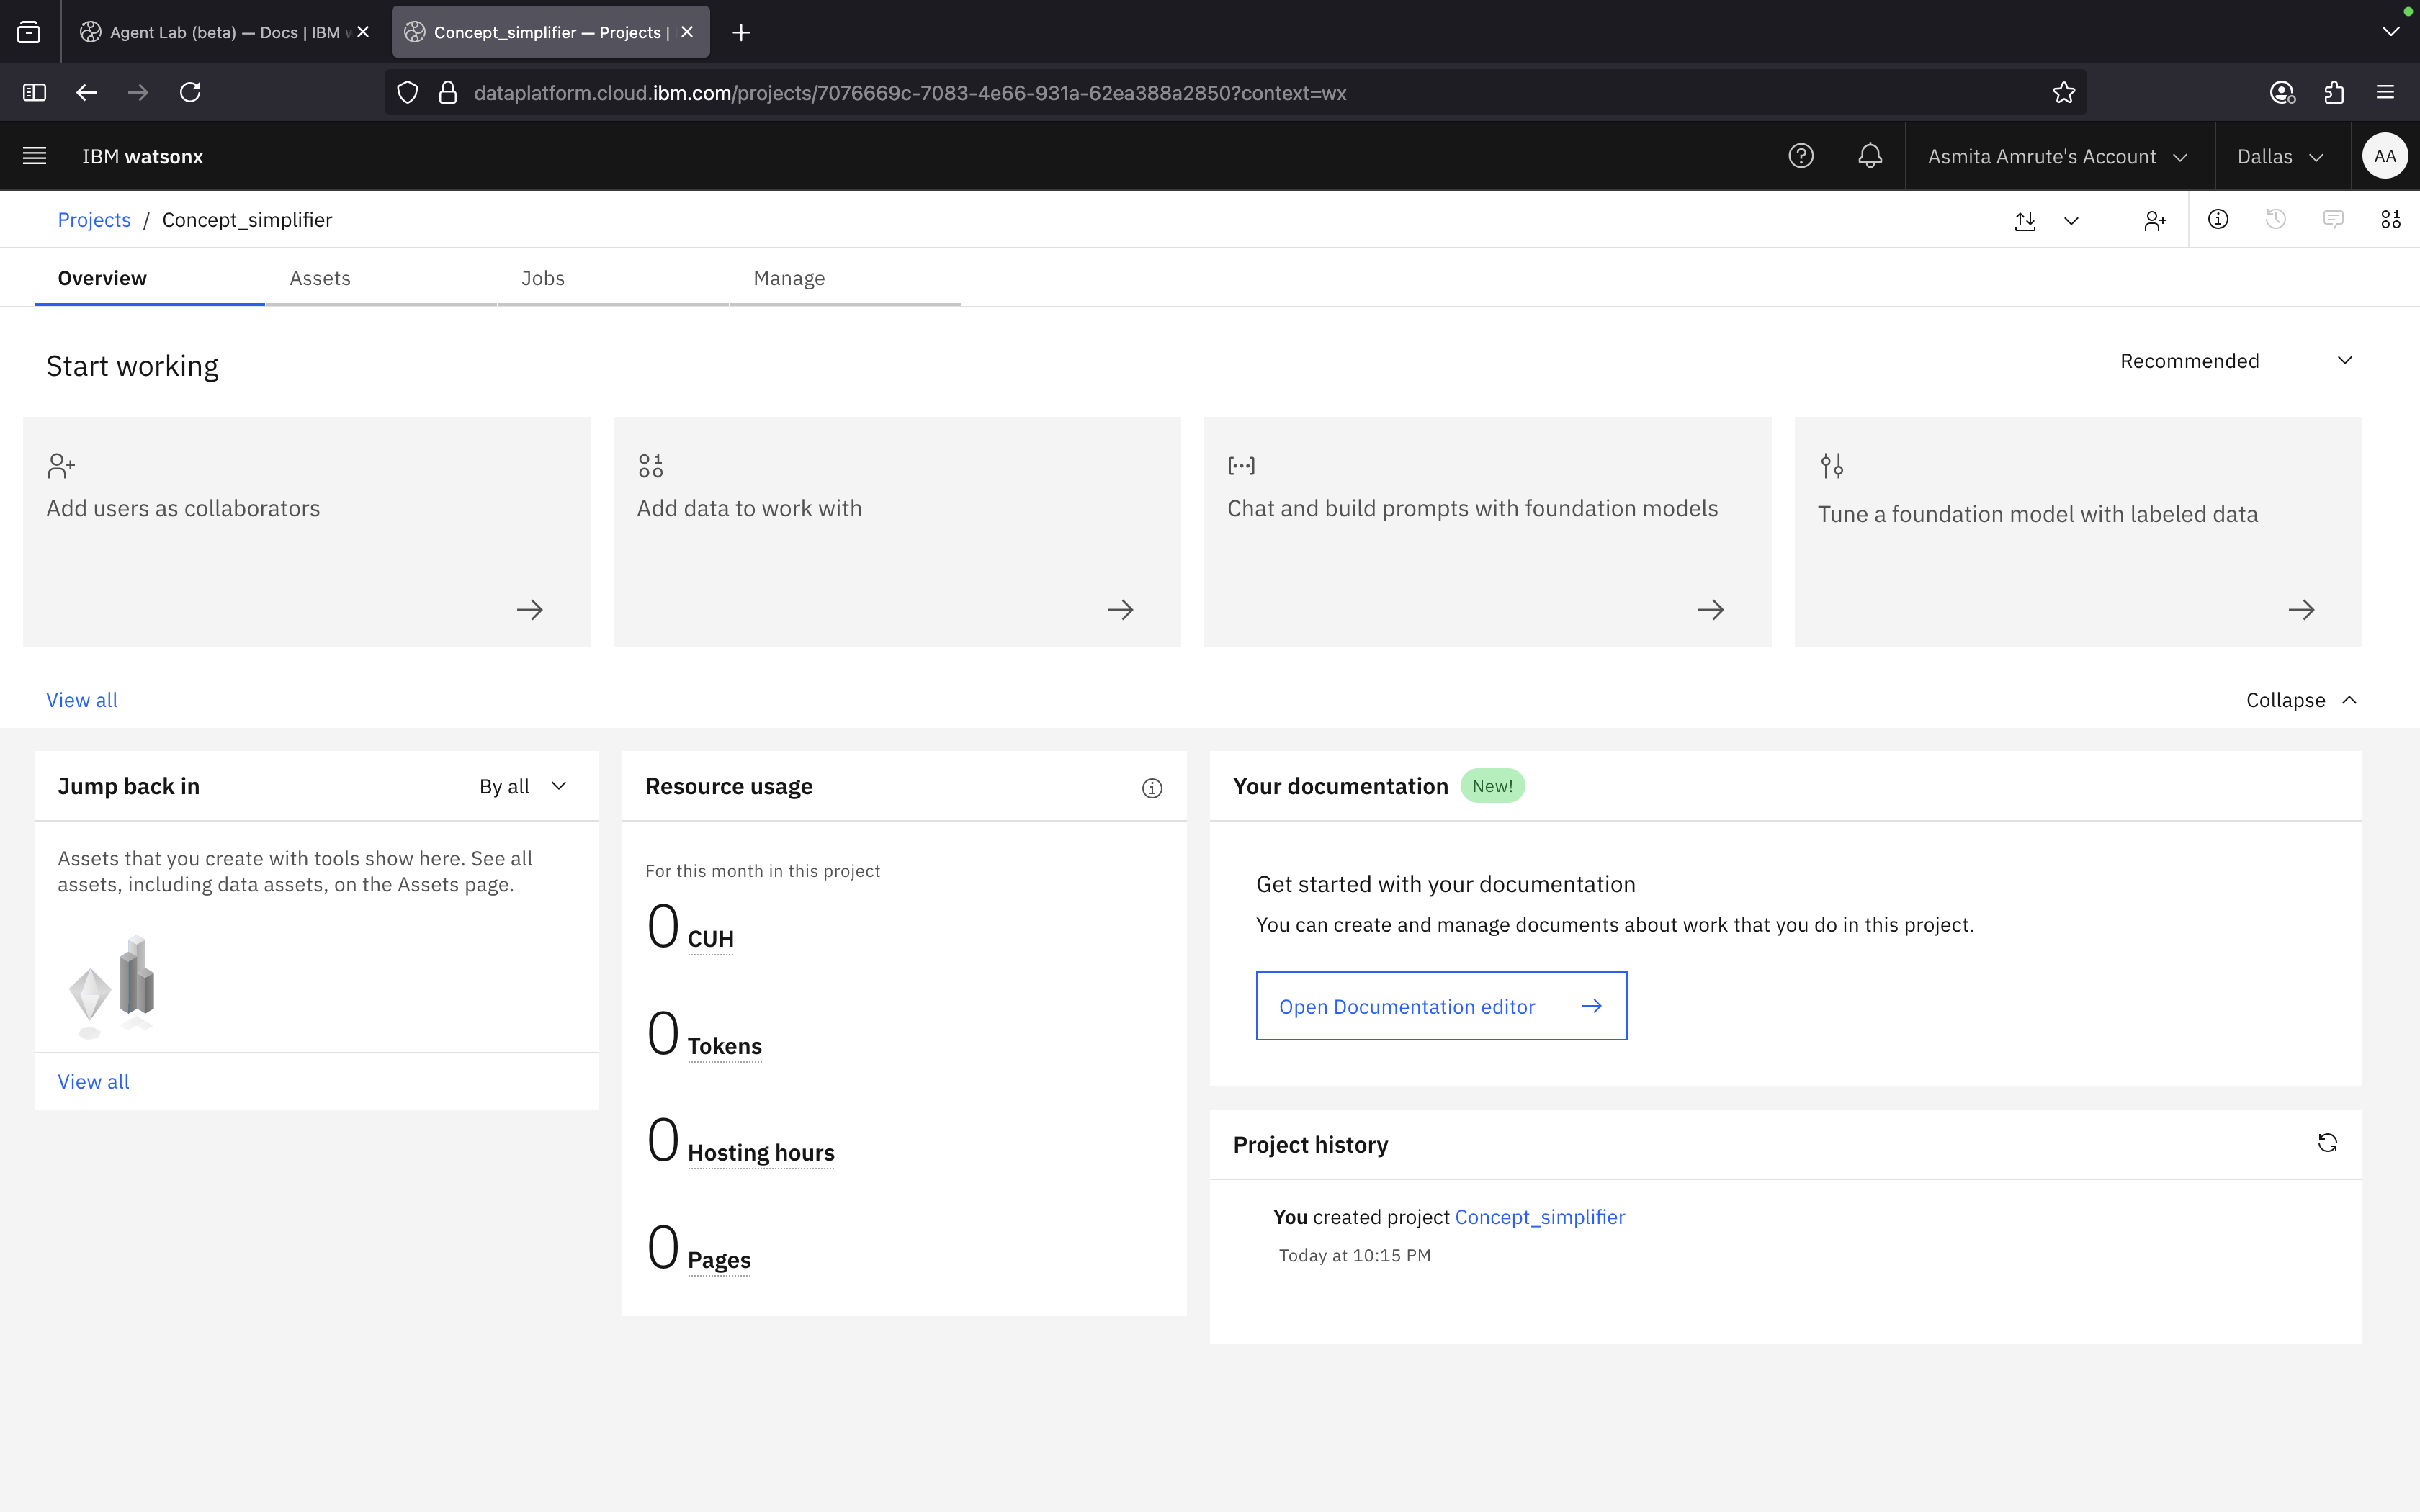 Agent Lab (beta) — Docs | IBM
Concept_simplifier — Projects |
dataplatform.cloud.ibm.com/projects/7076669c-7083-4e66-931a-62ea388a2850?context=wx
IBM watsonx
Asmita Amrute's Account
Dallas
AA
Projects / Concept_simplifier
Overview
Assets
Jobs
Manage
Start working
Recommended
Add users as collaborators
Add data to work with
Chat and build prompts with foundation models
Tune a foundation model with labeled data
View all
Collapse
Jump back in
By all
Assets that you create with tools show here. See all
assets, including data assets, on the Assets page.
View all
Resource usage
For this month in this project
0 CUH
0 Tokens
0 Hosting hours
0 Pages
Your documentation
New!
Get started with your documentation
You can create and manage documents about work that you do in this project.
Open Documentation editor
Project history
You created project Concept_simplifier
Today at 10:15 PM